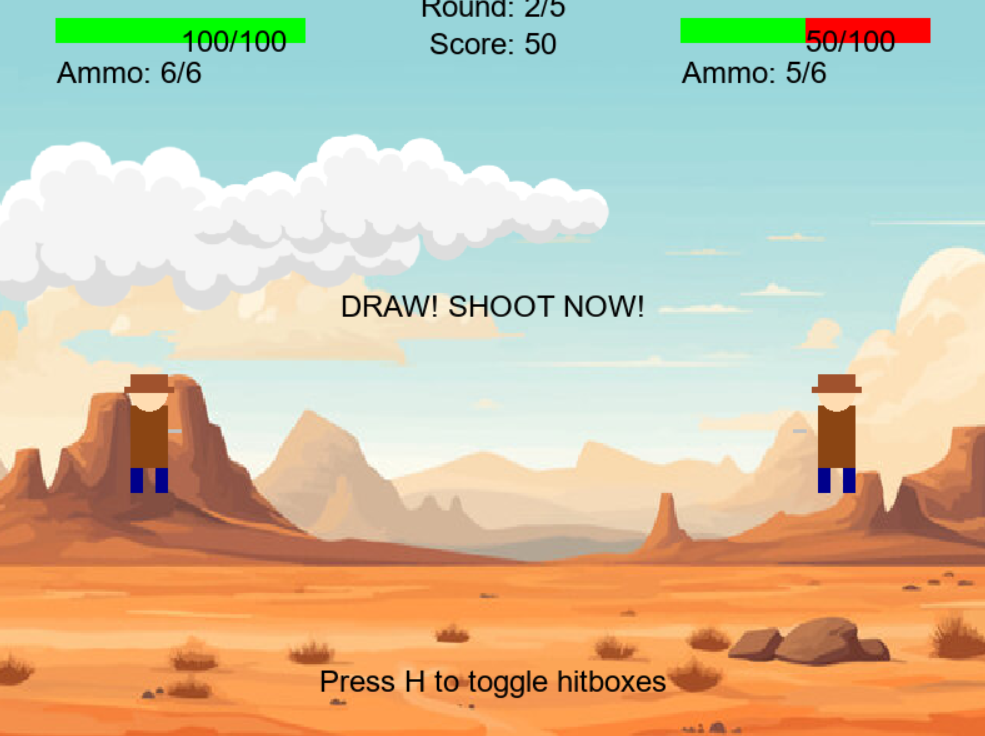 Round: 2/5
100/100
Score: 50
50/100
Ammo: 6/6
Ammo: 5/6
DRAW! SHOOT NOW!
Press H to toggle hitboxes